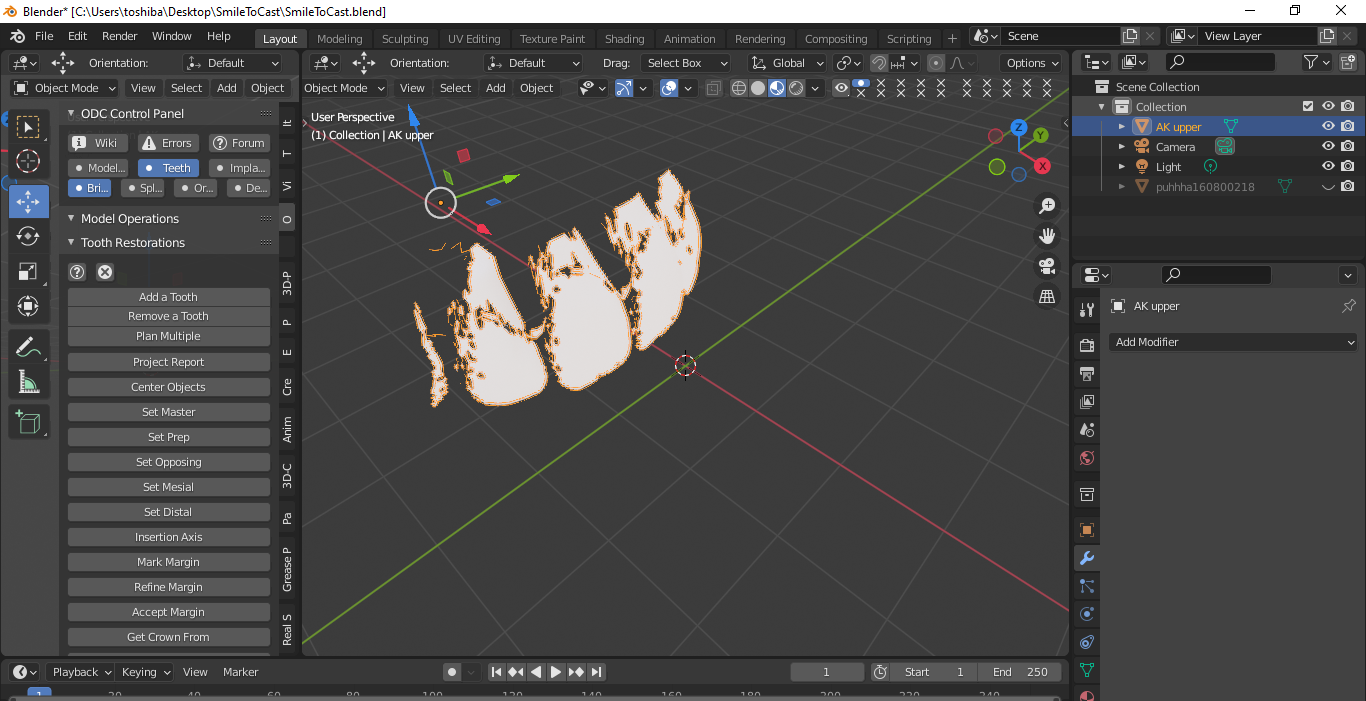 Blender* [C:\Users\toshiba\Desktop\SmileToCast\SmileToCast.blend]
File Edit Render Window Help Layout Modeling Sculpting UV Editing Texture Paint Shading Animation Rendering Compositing Scripting + Scene View Layer
Orientation: Default Orientation: Default Drag: Select Box Global Options
Object Mode View Select Add Object Object Mode View Select Add Object
ODC Control Panel
Wiki Errors Forum
Model... Teeth Impla...
Bri... Spl... Or... De...
Model Operations
Tooth Restorations
Add a Tooth
Remove a Tooth
Plan Multiple
Project Report
Center Objects
Set Master
Set Prep
Set Opposing
Set Mesial
Set Distal
Insertion Axis
Mark Margin
Refine Margin
Accept Margin
Get Crown From
It
T
Vi
O
3D-P
P
E
Cre
Anim
3D-C
Pa
Grease P
Real S
User Perspective
(1) Collection | AK upper
Z
Y
X
Scene Collection
Collection
AK upper
Camera
Light
puhhha160800218
AK upper
Add Modifier
Playback Keying View Marker 1 Start 1 End 250
1 20 40 60 80 100 120 140 160 180 200 220 240